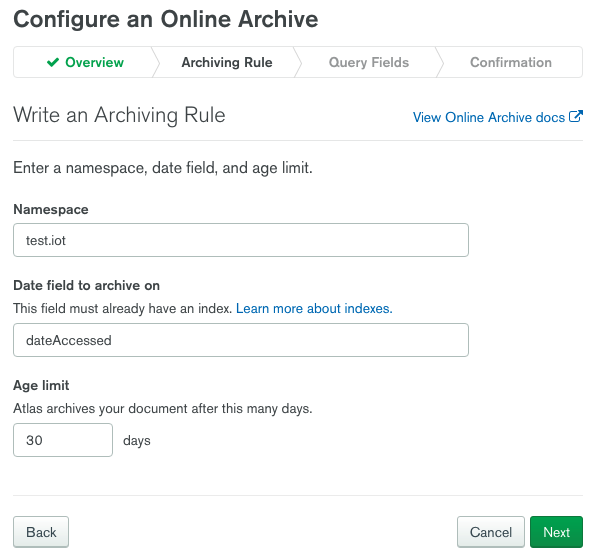 Configure an Online Archive
Overview Archiving Rule Query Fields Confirmation
Write an Archiving Rule View Online Archive docs
Enter a namespace, date field, and age limit.
Namespace
test.iot
Date field to archive on
This field must already have an index. Learn more about indexes.
dateAccessed
Age limit
Atlas archives your document after this many days.
30 days
Back Cancel Next